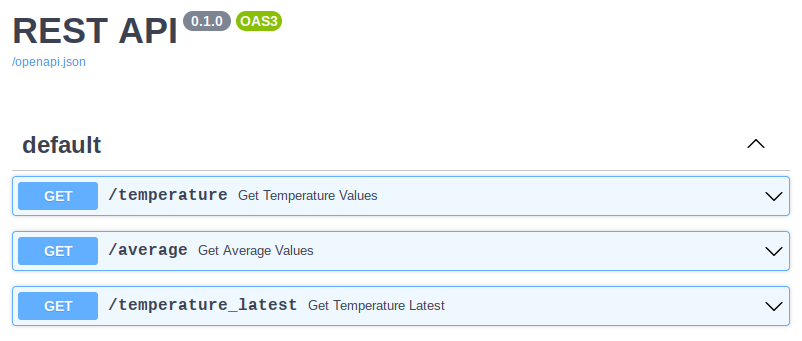 REST API 0.1.0 OAS3
/openapi.json
default
GET /temperature Get Temperature Values
GET /average Get Average Values
GET /temperature_latest Get Temperature Latest